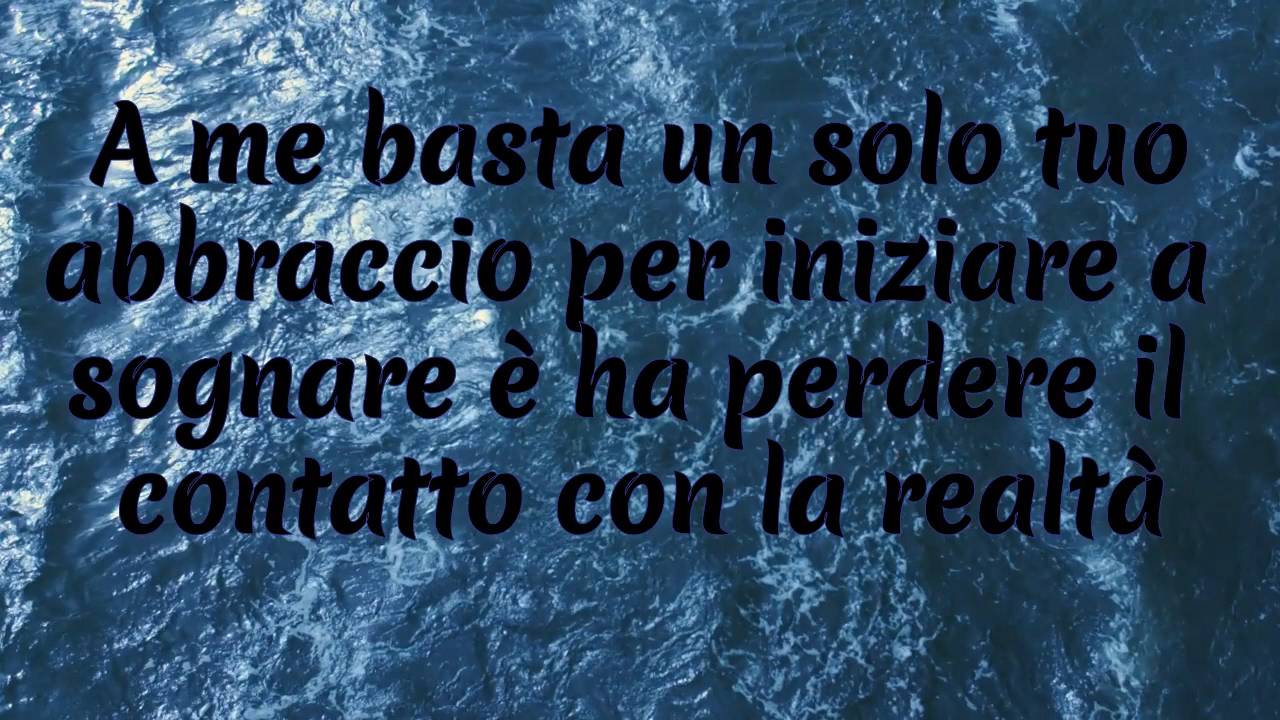 A me basta un solo tuo
abbraccio per iniziare a
sognare è ha perdere il
contatto con la realtà